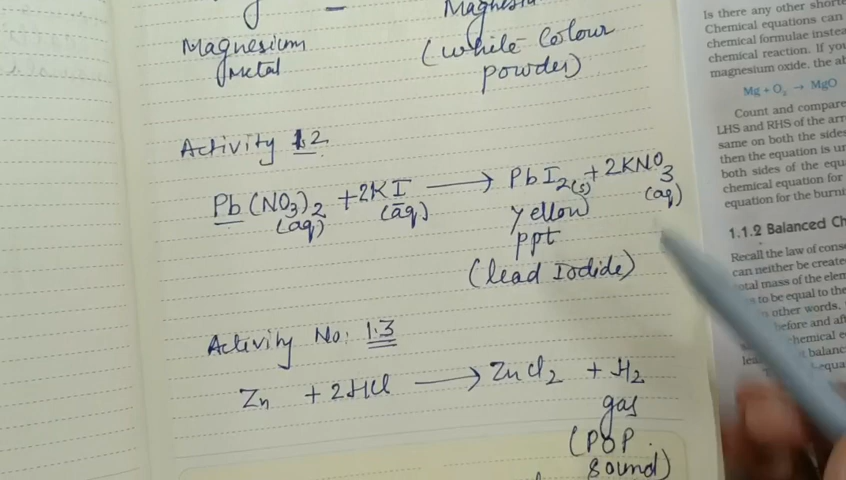 Magnesium
Metal
Magnesia
(white Colour
powder)
Activity 1.2
Pb(NO3)2 + 2KI → PbI2(s) + 2KNO3
(aq) (aq) (aq)
yellow
ppt
(lead Iodide)
Activity No: 1.3
Zn + 2HCl → ZnCl2 + H2
gas
(POP
sound)
Is there any other short
Chemical equations can
chemical formulae inste
chemical reaction. If yo
magnesium oxide, the ab
Mg + O2 → MgO
Count and compare
LHS and RHS of the arr
same on both the sides
then the equation is un
both sides of the equa
chemical equation for
equation for the burni
1.1.2 Balanced Ch
Recall the law of cons
can neither be create
total mass of the elem
to be equal to the
other words,
before and aft
chemical e
balanc
equa